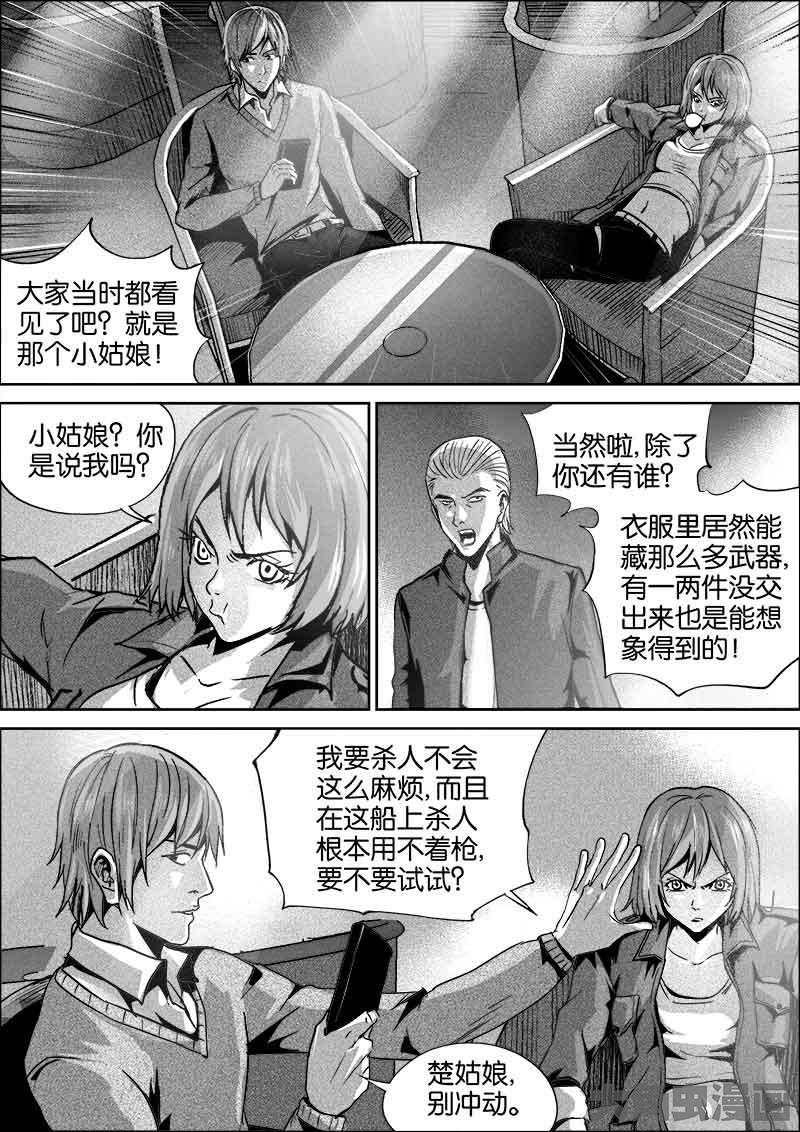 大家当时都看
见了吧？就是
那个小姑娘！
小姑娘？你
是说我吗？
当然啦，除了
你还有谁？
衣服里居然能
藏那么多武器，
有一两件没交
出来也是能想
象得到的！
我要杀人不会
这么麻烦，而且
在这船上杀人
根本用不着枪，
要不要试试？
楚姑娘，
别冲动。
虫漫画